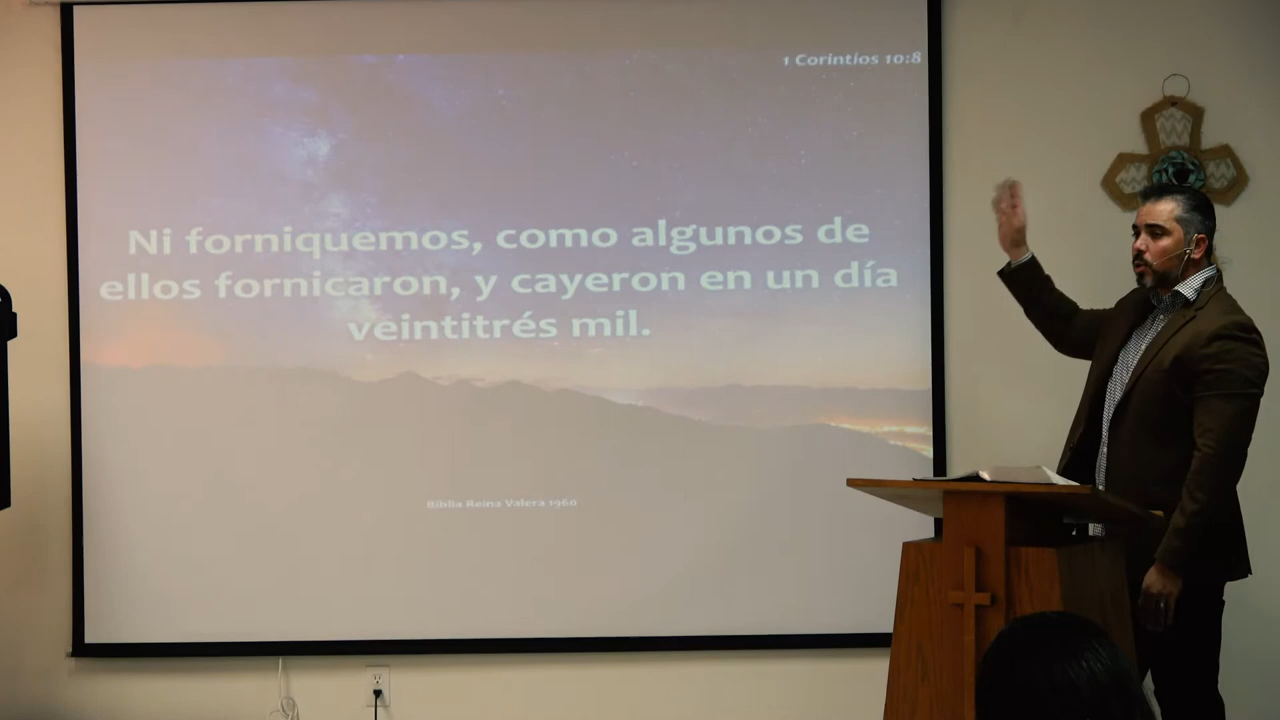 1 Corintios 10:8
Ni forniquemos, como algunos de
ellos fornicaron, y cayeron en un día
veintitrés mil.
Biblia Reina Valera 1960